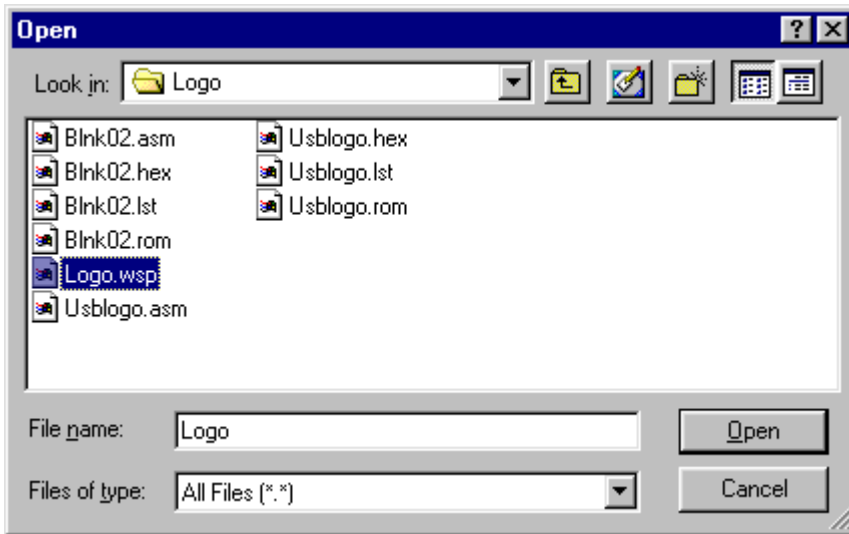 Open
Look in: Logo
Blnk02.asm
Blnk02.hex
Blnk02.lst
Blnk02.rom
Logo.wsp
Usblogo.asm
Usblogo.hex
Usblogo.lst
Usblogo.rom
File name: Logo
Open
Files of type: All Files (*.*)
Cancel